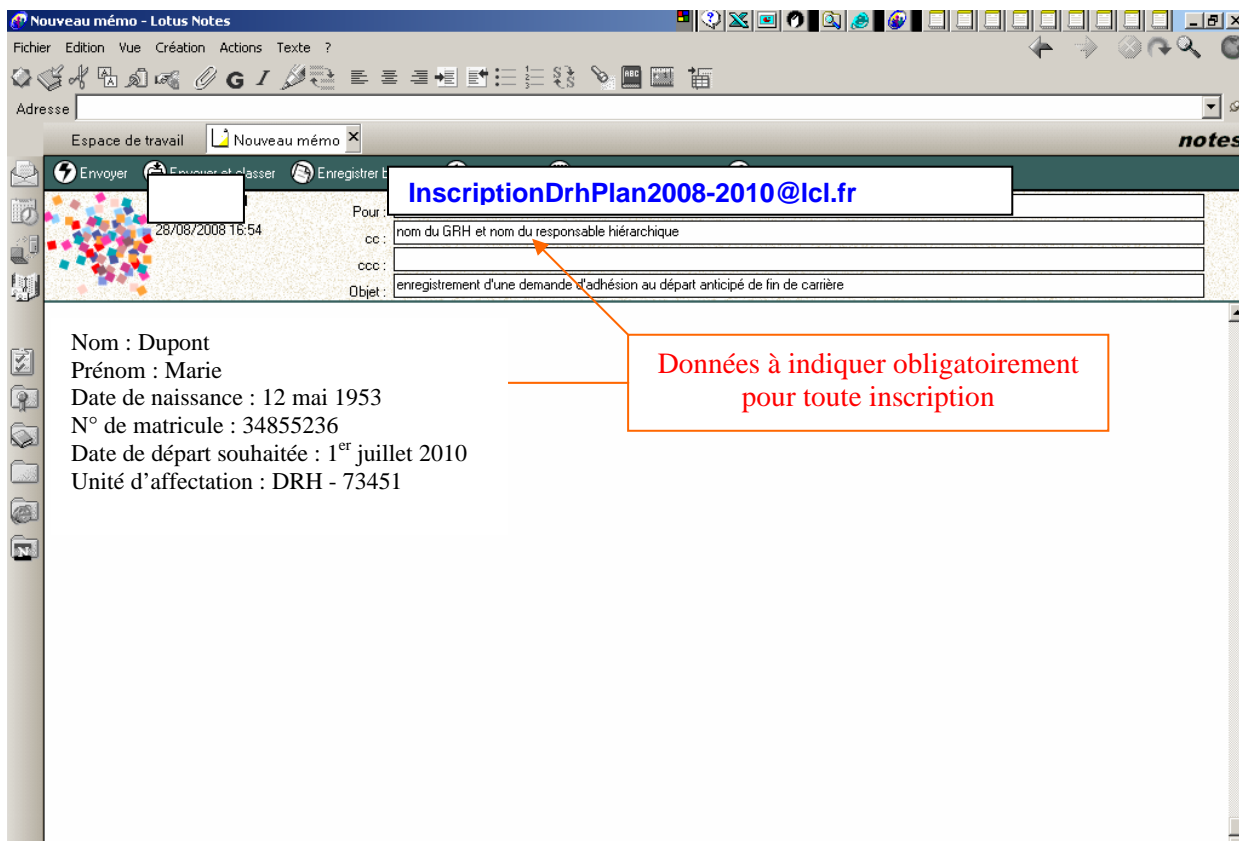 Nouveau mémo - Lotus Notes
Fichier Edition Vue Création Actions Texte ?
G I
Adresse
Espace de travail Nouveau mémo
notes
Envoyer Envoyer et classer Enregistrer
InscriptionDrhPlan2008-2010@lcl.fr
Pour :
28/08/2008 16:54
cc : nom du GRH et nom du responsable hiérarchique
ccc :
Objet : enregistrement d'une demande d'adhésion au départ anticipé de fin de carrière
Nom : Dupont
Prénom : Marie
Date de naissance : 12 mai 1953
N° de matricule : 34855236
Date de départ souhaitée : 1er juillet 2010
Unité d'affectation : DRH - 73451
Données à indiquer obligatoirement
pour toute inscription